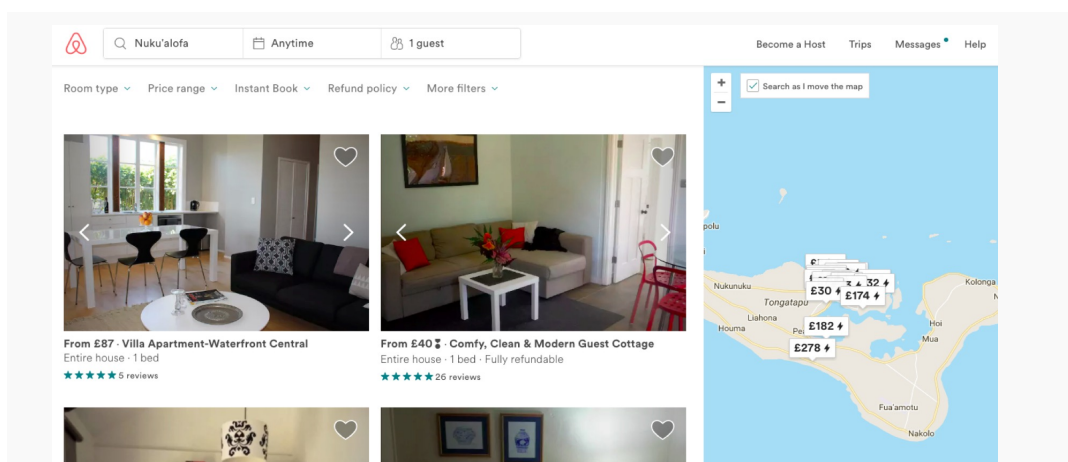 Nuku'alofa
Anytime
1 guest
Become a Host
Trips
Messages
Help
Room type
Price range
Instant Book
Refund policy
More filters
+
−
Search as I move the map
From £87 · Villa Apartment-Waterfront Central
Entire house · 1 bed
5 reviews
From £40 · Comfy, Clean & Modern Guest Cottage
Entire house · 1 bed · Fully refundable
26 reviews
polu
Nukunuku
£30
32
£174
Kolonga
Tongatapu
Liahona
Houma
£182
Hoi
Mua
£278
Fua'amotu
Nakolo